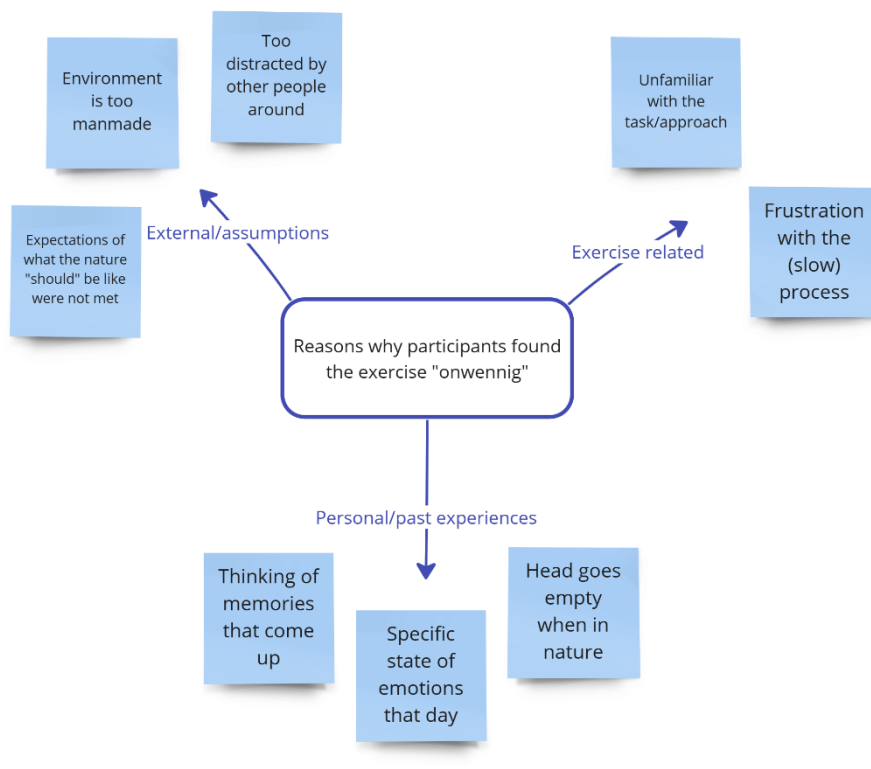 Environment
is too
manmade
Too
distracted by
other people
around
Expectations of
what the nature
"should" be like
were not met
External/assumptions
Unfamiliar
with the
task/approach
Frustration
with the
(slow)
process
Exercise related
Reasons why participants found
the exercise "onwennig"
Personal/past experiences
Thinking of
memories
that come
up
Specific
state of
emotions
that day
Head goes
empty
when in
nature